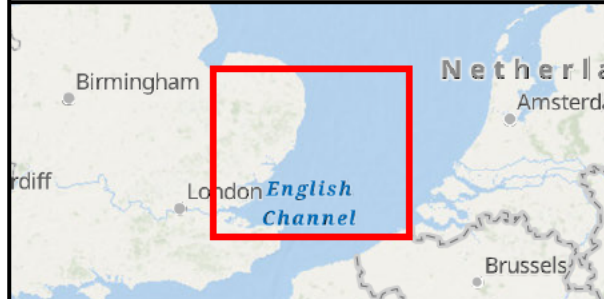 Netherla
Birmingham
Amsterda
rdiff
London
English
Channel
Brussels